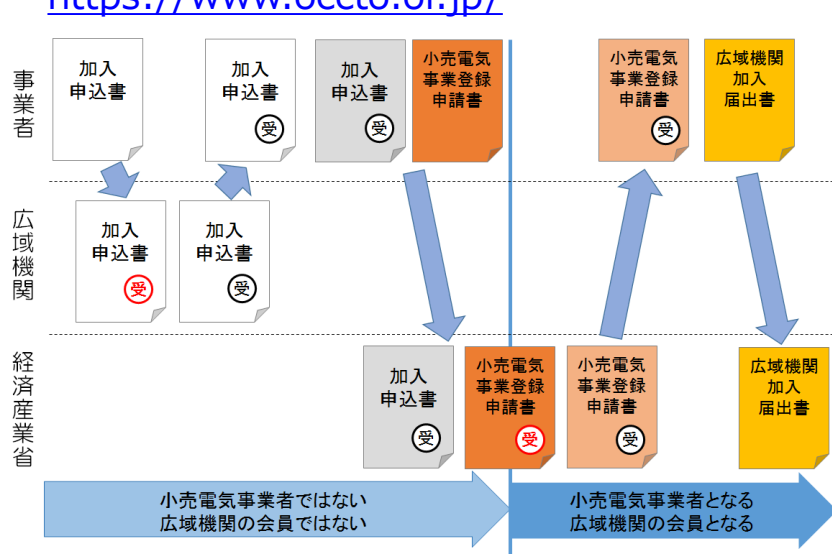 https://www.occto.or.jp/
事業者
加入
申込書
加入
申込書
受
加入
申込書
受
小売電気
事業登録
申請書
小売電気
事業登録
申請書
受
広域機関
加入
届出書
広域機関
加入
申込書
受
加入
申込書
受
経済産業省
加入
申込書
受
小売電気
事業登録
申請書
受
小売電気
事業登録
申請書
受
広域機関
加入
届出書
小売電気事業者ではない
広域機関の会員ではない
小売電気事業者となる
広域機関の会員となる